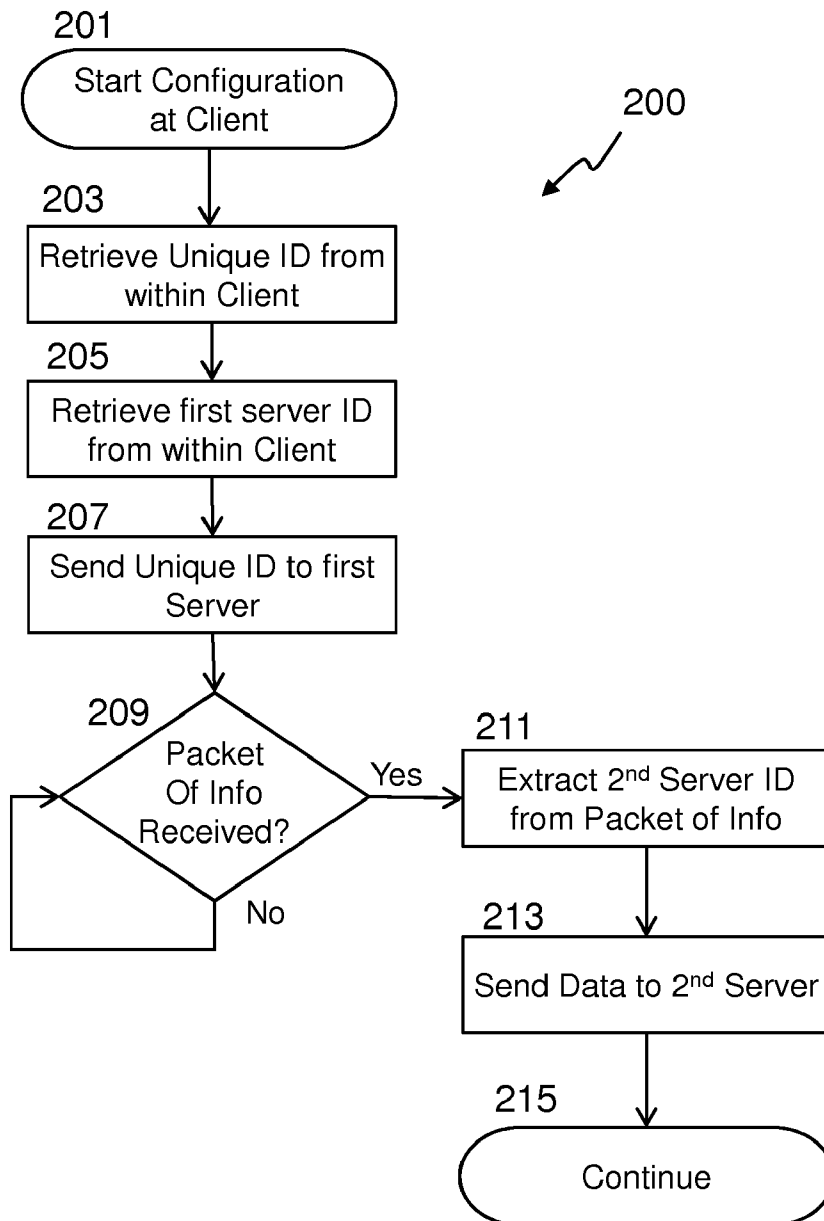 201
Start Configuration
at Client
200
203
Retrieve Unique ID from
within Client
205
Retrieve first server ID
from within Client
207
Send Unique ID to first
Server
209
Packet
Of Info
Received?
Yes
No
211
Extract 2nd Server ID
from Packet of Info
213
Send Data to 2nd Server
215
Continue